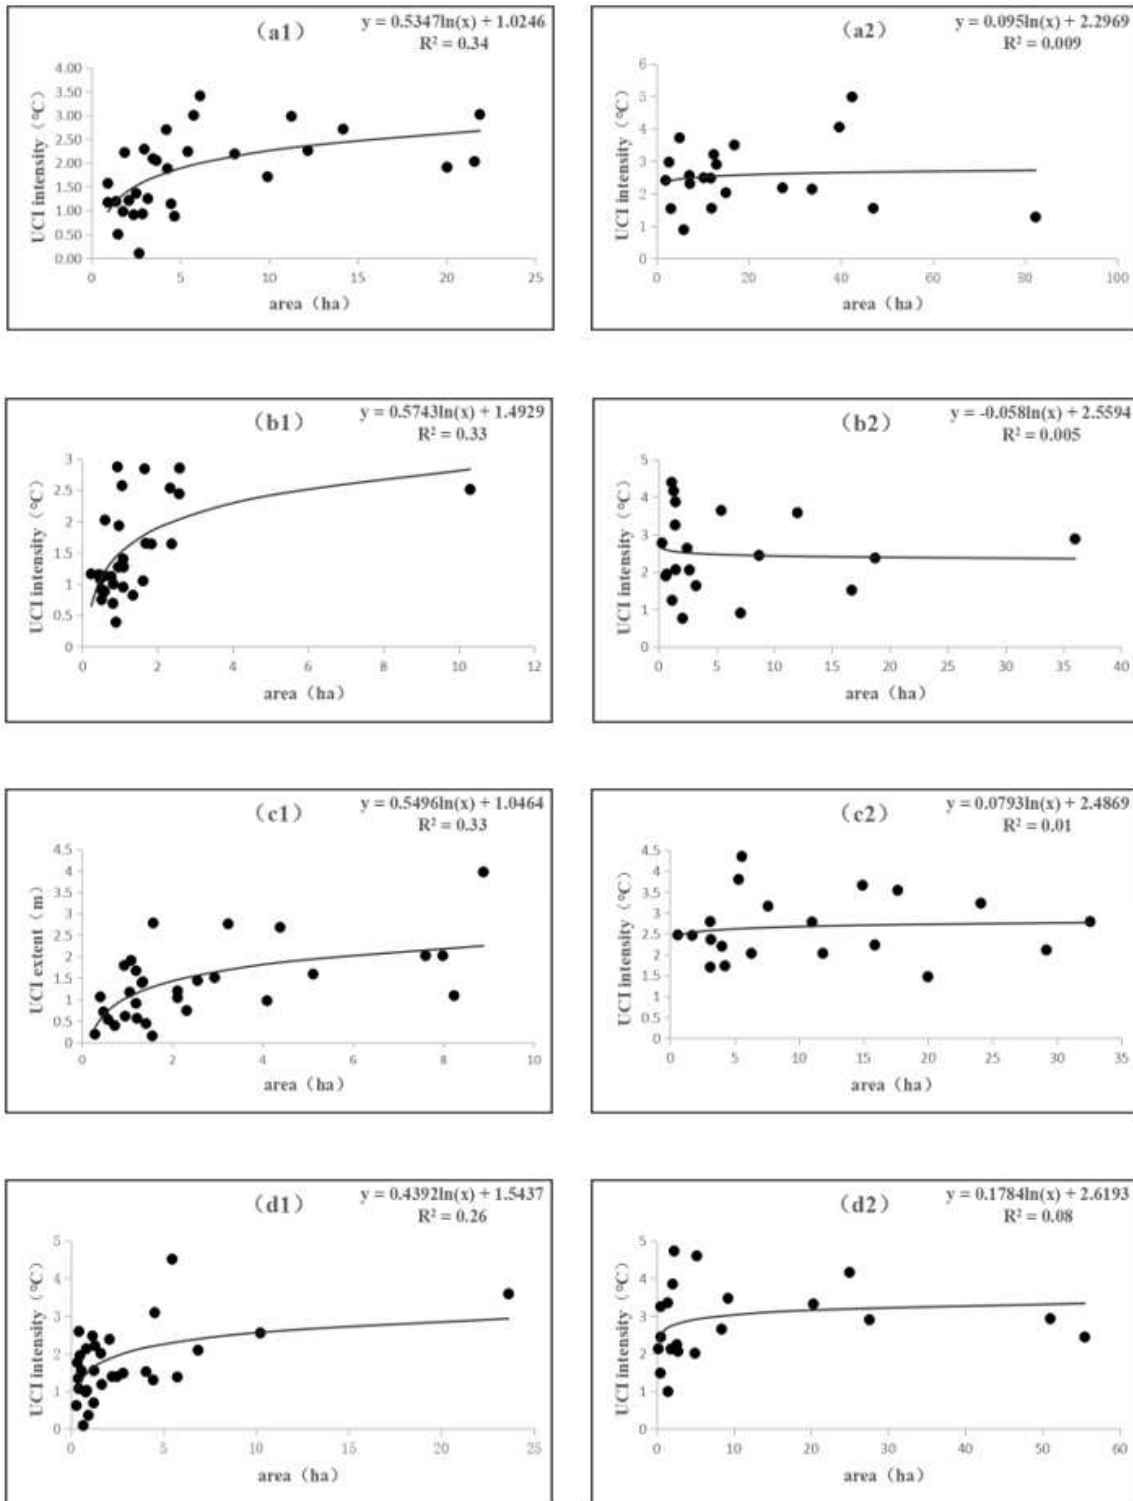 (a1)
y = 0.5347ln(x) + 1.0246
R² = 0.34
UCI intensity (℃)
4.00
3.50
3.00
2.50
2.00
1.50
1.00
0.50
0.00
0 5 10 15 20 25
area (ha)
(a2)
y = 0.095ln(x) + 2.2969
R² = 0.009
UCI intensity (℃)
6
5
4
3
2
1
0
0 20 40 60 80 100
area (ha)
(b1)
y = 0.5743ln(x) + 1.4929
R² = 0.33
UCI intensity (℃)
3
2.5
2
1.5
1
0.5
0
0 2 4 6 8 10 12
area (ha)
(b2)
y = -0.058ln(x) + 2.5594
R² = 0.005
UCI intensity (℃)
5
4
3
2
1
0
0 5 10 15 20 25 30 35 40
area (ha)
(c1)
y = 0.5496ln(x) + 1.0464
R² = 0.33
UCI extent (m)
4.5
4
3.5
3
2.5
2
1.5
1
0.5
0
0 2 4 6 8 10
area (ha)
(c2)
y = 0.0793ln(x) + 2.4869
R² = 0.01
UCI intensity (℃)
4.5
4
3.5
3
2.5
2
1.5
1
0.5
0
0 5 10 15 20 25 30 35
area (ha)
(d1)
y = 0.4392ln(x) + 1.5437
R² = 0.26
UCI intensity (℃)
5
4
3
2
1
0
0 5 10 15 20 25
area (ha)
(d2)
y = 0.1784ln(x) + 2.6193
R² = 0.08
UCI intensity (℃)
5
4
3
2
1
0
0 10 20 30 40 50 60
area (ha)